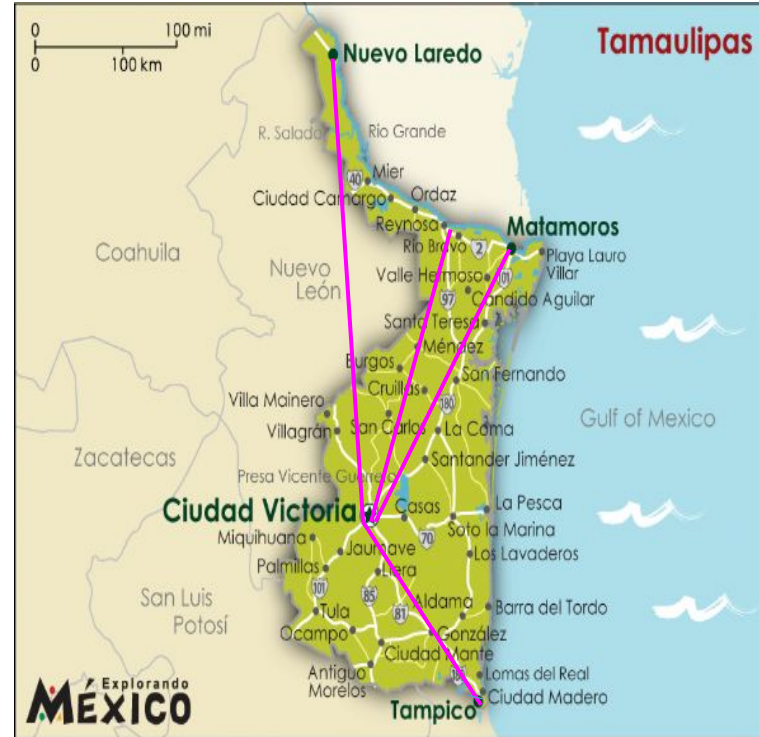 0 100 mi
0 100 km
Tamaulipas
Nuevo Laredo
R. Salado
Rio Grande
40
Mier
Ciudad Camargo
Ordaz
Reynosa
Matamoros
Río Bravo
2
Playa Lauro
Villar
Coahuila
Nuevo
León
Valle Hermoso
101
97
Candido Aguilar
Santa Teresa
Méndez
Burgos
San Fernando
Cruillas
180
Villa Mainero
San Carlos
La Coma
Villagrán
Gulf of Mexico
Zacatecas
Santander Jiménez
Presa Vicente Guerrero
Ciudad Victoria
Casas
La Pesca
Miquihuana
70
Soto la Marina
Jaumave
Los Lavaderos
Palmillas
Llera
101
85
San Luis
Potosí
81
Aldama
Barra del Tordo
Tula
Ocampo
González
Ciudad Mante
Antiguo
Morelos
Lomas del Real
Ciudad Madero
Tampico
Explorando
MÉXICO